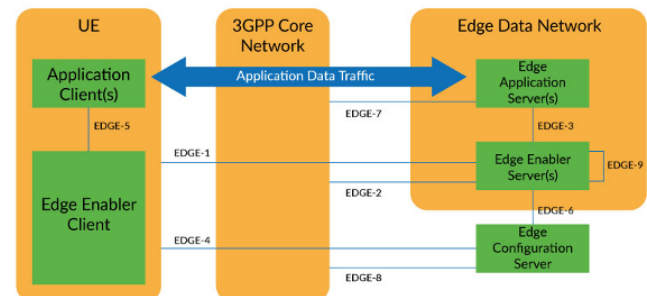 UE
3GPP Core
Network
Edge Data Network
Application
Client(s)
Application Data Traffic
Edge
Application
Server(s)
EDGE-7
EDGE-5
EDGE-3
EDGE-1
Edge Enabler
Server(s)
EDGE-9
EDGE-2
Edge Enabler
Client
EDGE-6
EDGE-4
Edge
Configuration
Server
EDGE-8